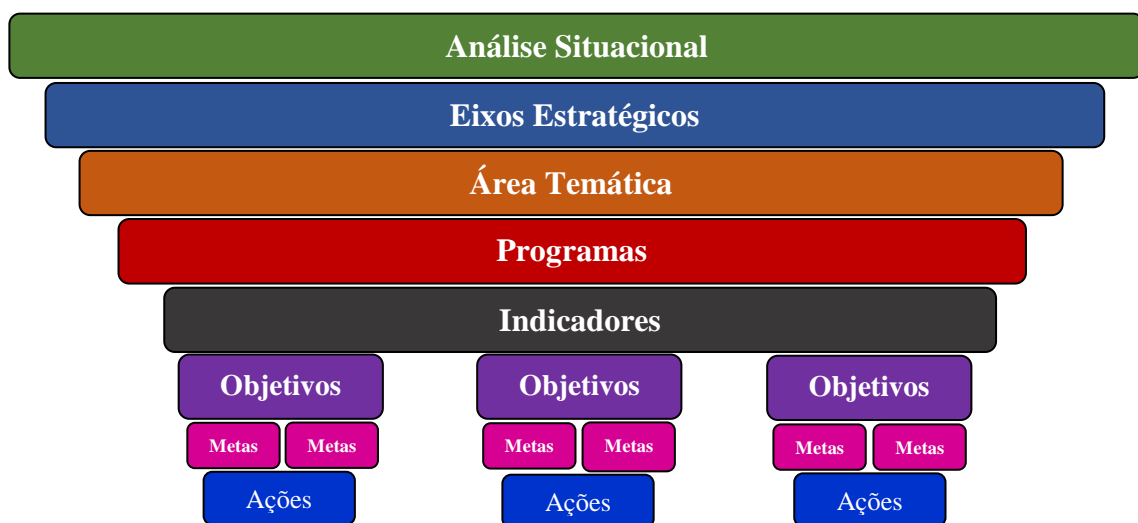 Análise Situacional
Eixos Estratégicos
Área Temática
Programas
Indicadores
Objetivos Objetivos Objetivos
Metas Metas Metas Metas Metas Metas
Ações Ações Ações